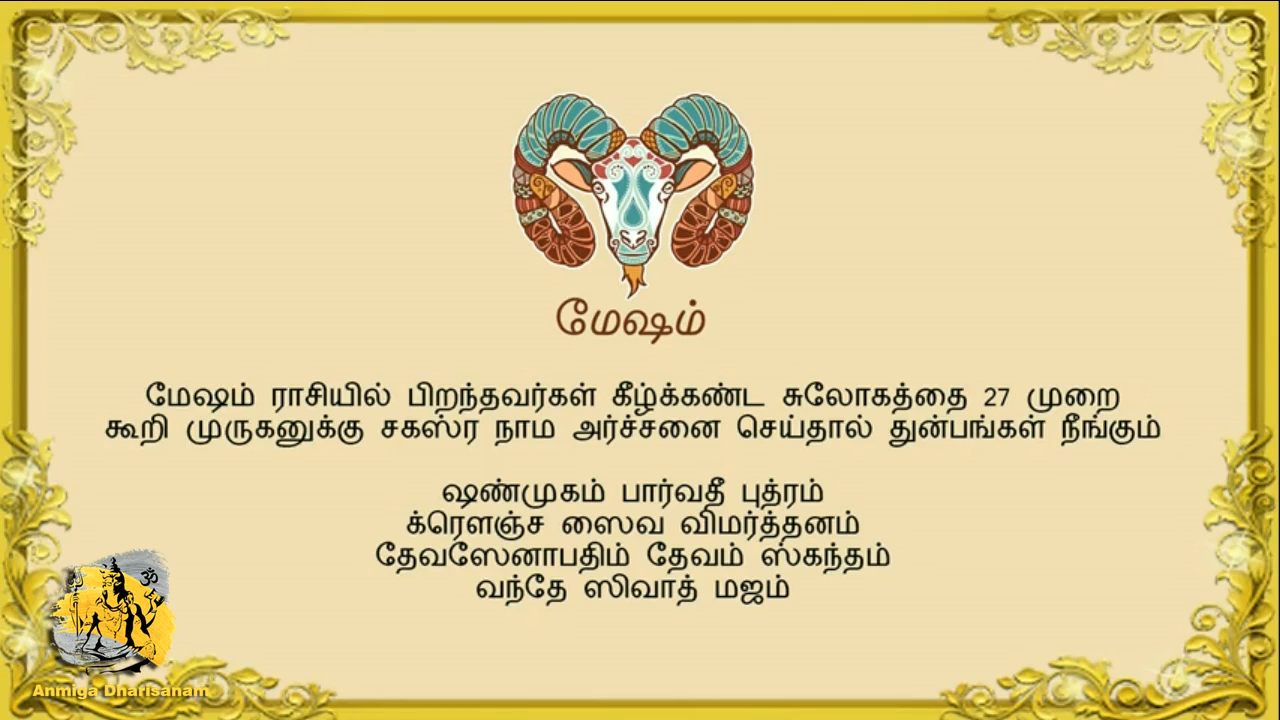 மேஷம்
மேஷம் ராசியில் பிறந்தவர்கள் கீழ்க்கண்ட சுலோகத்தை 27 முறை
கூறி முருகனுக்கு சகஸ்ர நாம அர்ச்சனை செய்தால் துன்பங்கள் நீங்கும்
ஷண்முகம் பார்வதீ புத்ரம்
க்ரௌஞ்ச ஸைவ விமர்த்தனம்
தேவஸேனாபதிம் தேவம் ஸ்கந்தம்
வந்தே ஸிவாத் மஜம்
ௐ
Anmiga Dharisanam